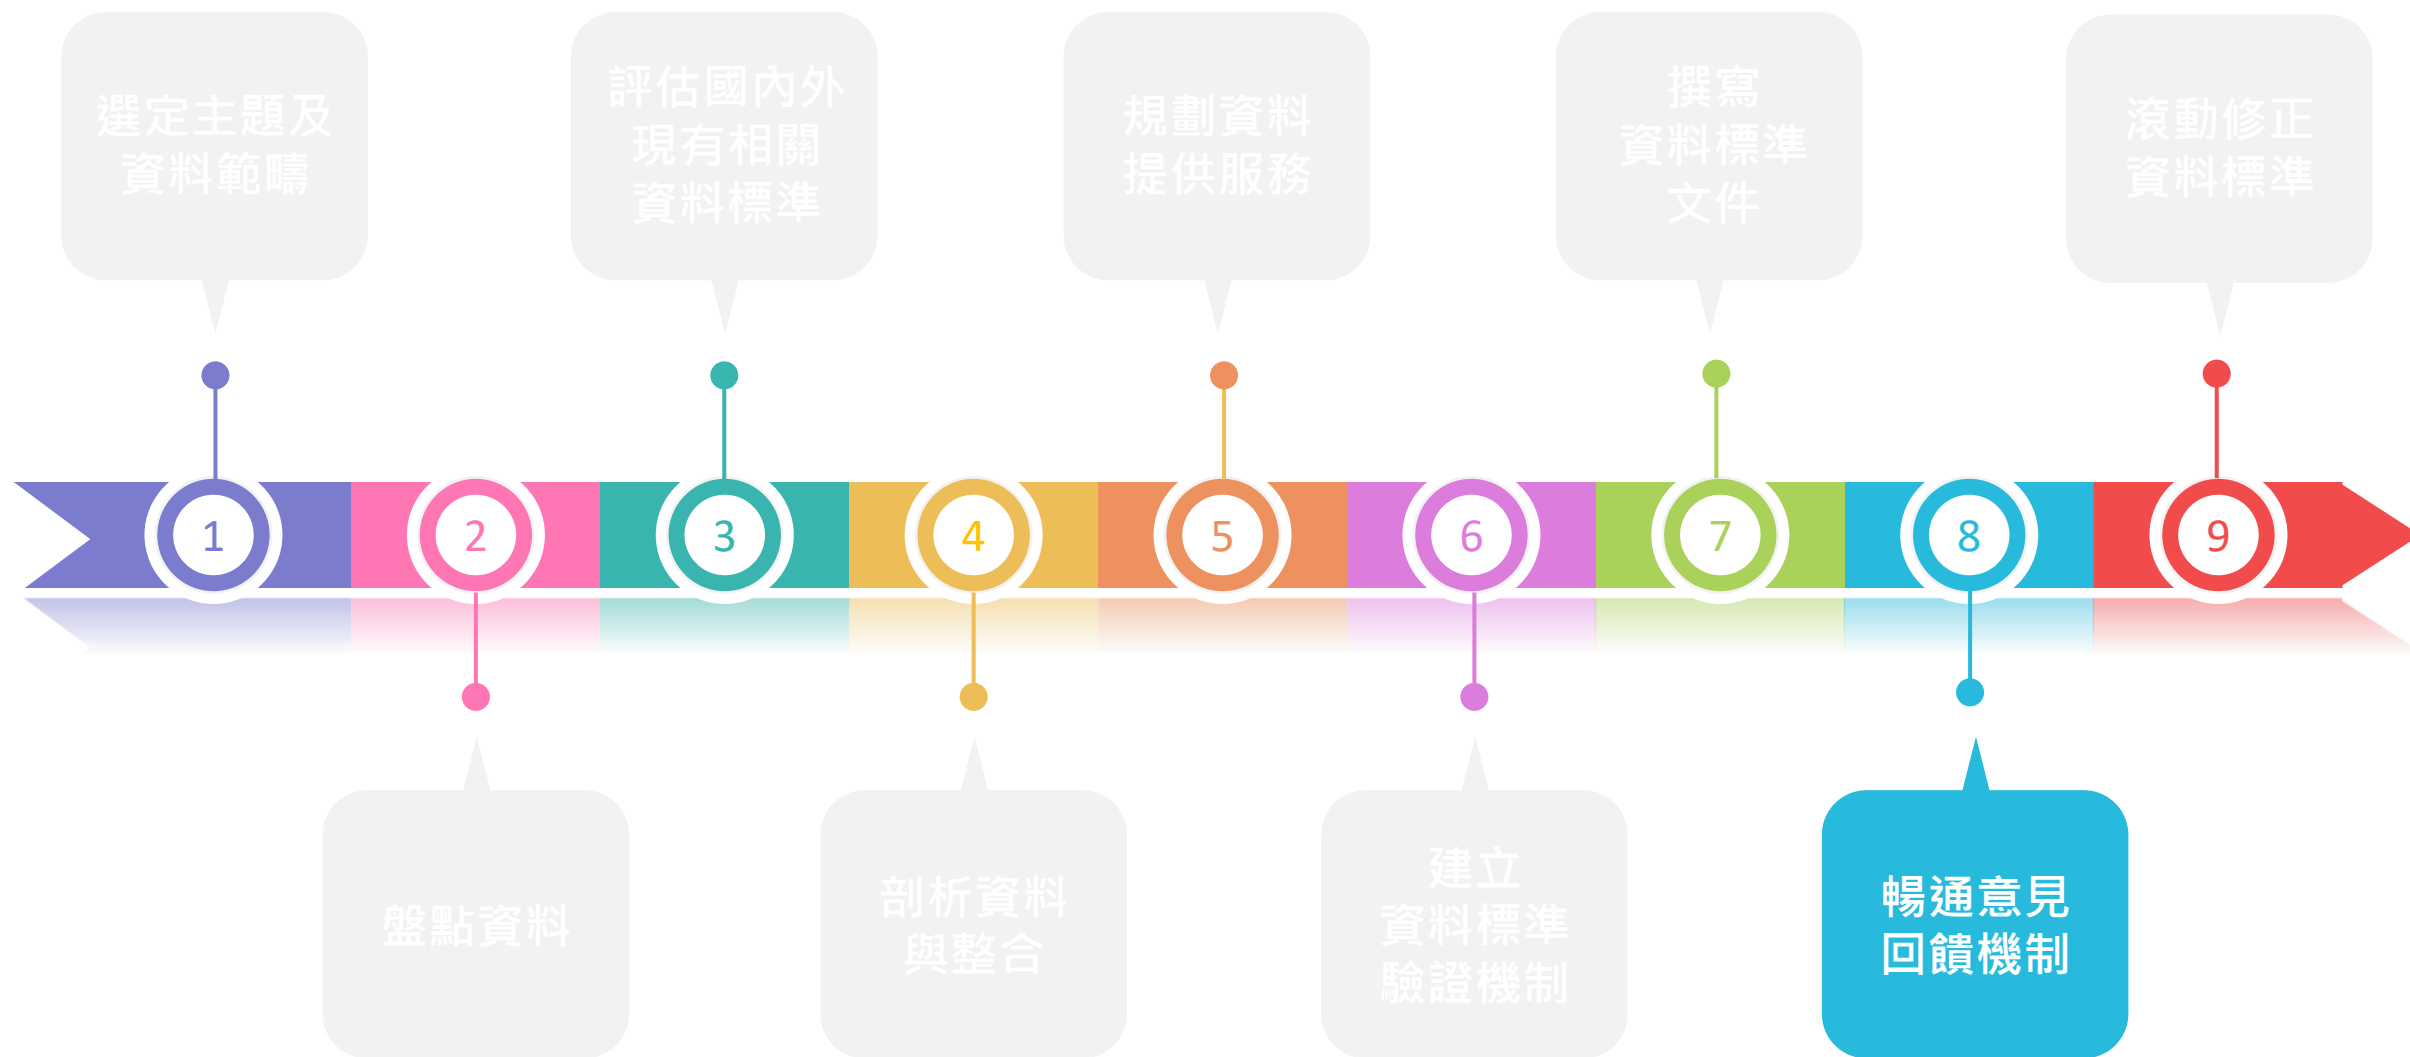 選定主題及
資料範疇
評估國內外
現有相關
資料標準
規劃資料
提供服務
撰寫
資料標準
文件
滾動修正
資料標準
1
2
3
4
5
6
7
8
9
盤點資料
剖析資料
與整合
建立
資料標準
驗證機制
暢通意見
回饋機制